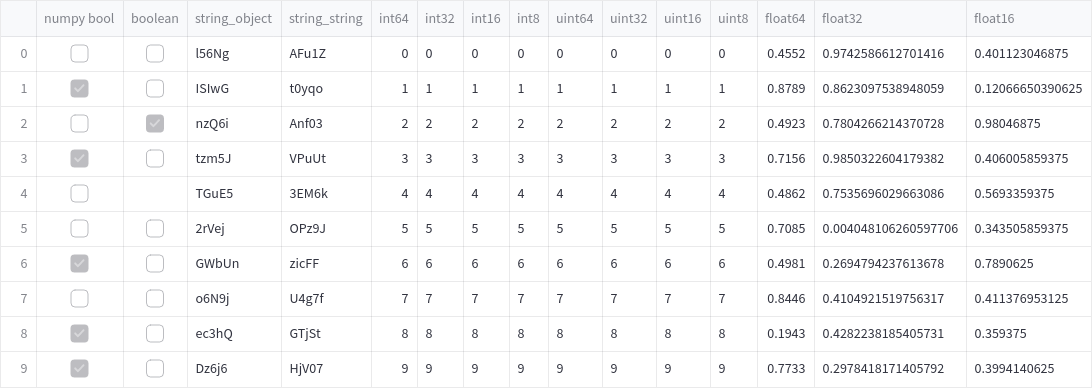 numpy bool boolean string_object string_string int64 int32 int16 int8 uint64 uint32 uint16 uint8 float64 float32 float16
0 l56Ng AFu1Z 0 0 0 0 0 0 0 0 0.4552 0.9742586612701416 0.401123046875
1 ISIwG t0yqo 1 1 1 1 1 1 1 1 0.8789 0.8623097538948059 0.12066650390625
2 nzQ6i Anf03 2 2 2 2 2 2 2 2 0.4923 0.7804266214370728 0.98046875
3 tzm5J VPuUt 3 3 3 3 3 3 3 3 0.7156 0.9850322604179382 0.406005859375
4 TGuE5 3EM6k 4 4 4 4 4 4 4 4 0.4862 0.7535696029663086 0.5693359375
5 2rVej OPz9J 5 5 5 5 5 5 5 5 0.7085 0.004048106260597706 0.343505859375
6 GWbUn zicFF 6 6 6 6 6 6 6 6 0.4981 0.2694794237613678 0.7890625
7 o6N9j U4g7f 7 7 7 7 7 7 7 7 0.8446 0.4104921519756317 0.411376953125
8 ec3hQ GTjSt 8 8 8 8 8 8 8 8 0.1943 0.4282238185405731 0.359375
9 Dz6j6 HjV07 9 9 9 9 9 9 9 9 0.7733 0.2978418171405792 0.3994140625